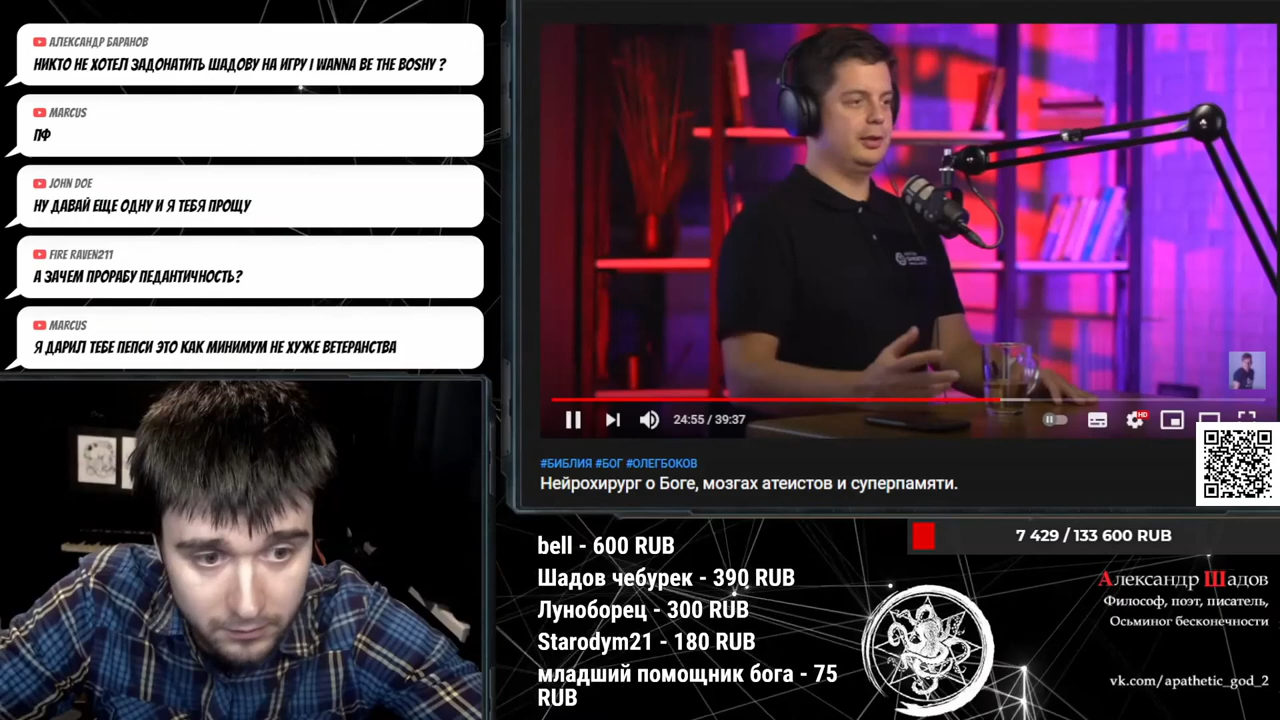 АЛЕКСАНДР БАРАНОВ
НИКТО НЕ ХОТЕЛ ЗАДОНАТИТЬ ШАДОВУ НА ИГРУ I WANNA BE THE BOSHY ?
MARCUS
ПФ
JOHN DOE
НУ ДАВАЙ ЕЩЕ ОДНУ И Я ТЕБЯ ПРОЩУ
FIRE RAVEN211
А ЗАЧЕМ ПРОРАБУ ПЕДАНТИЧНОСТЬ?
MARCUS
Я ДАРИЛ ТЕБЕ ПЕПСИ ЭТО КАК МИНИМУМ НЕ ХУЖЕ ВЕТЕРАНСТВА
24:55 / 39:37
HD
#БИБЛИЯ #БОГ #ОЛЕГБОКОВ
Нейрохирург о Боге, мозгах атеистов и суперпамяти.
7 429 / 133 600 RUB
bell - 600 RUB
Шадов чебурек - 390 RUB
Луноборец - 300 RUB
Starodym21 - 180 RUB
младший помощник бога - 75
RUB
Александр Шадов
Философ, поэт, писатель,
Осьминог бесконечности
vk.com/apathetic_god_2